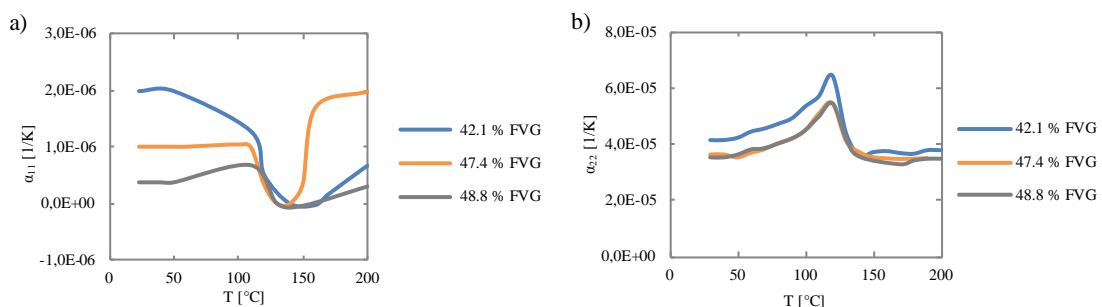 a)
3,0E-06
2,0E-06
1,0E-06
0,0E+00
-1,0E-06
α11 [1/K]
0
50
100
150
200
T [°C]
42.1 % FVG
47.4 % FVG
48.8 % FVG
b)
8,0E-05
6,0E-05
4,0E-05
2,0E-05
0,0E+00
α22 [1/K]
0
50
100
150
200
T [°C]
42.1 % FVG
47.4 % FVG
48.8 % FVG